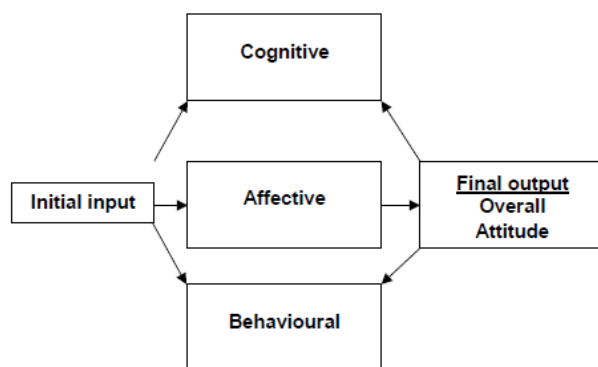 Cognitive
Initial input
Affective
Final output
Overall
Attitude
Behavioural